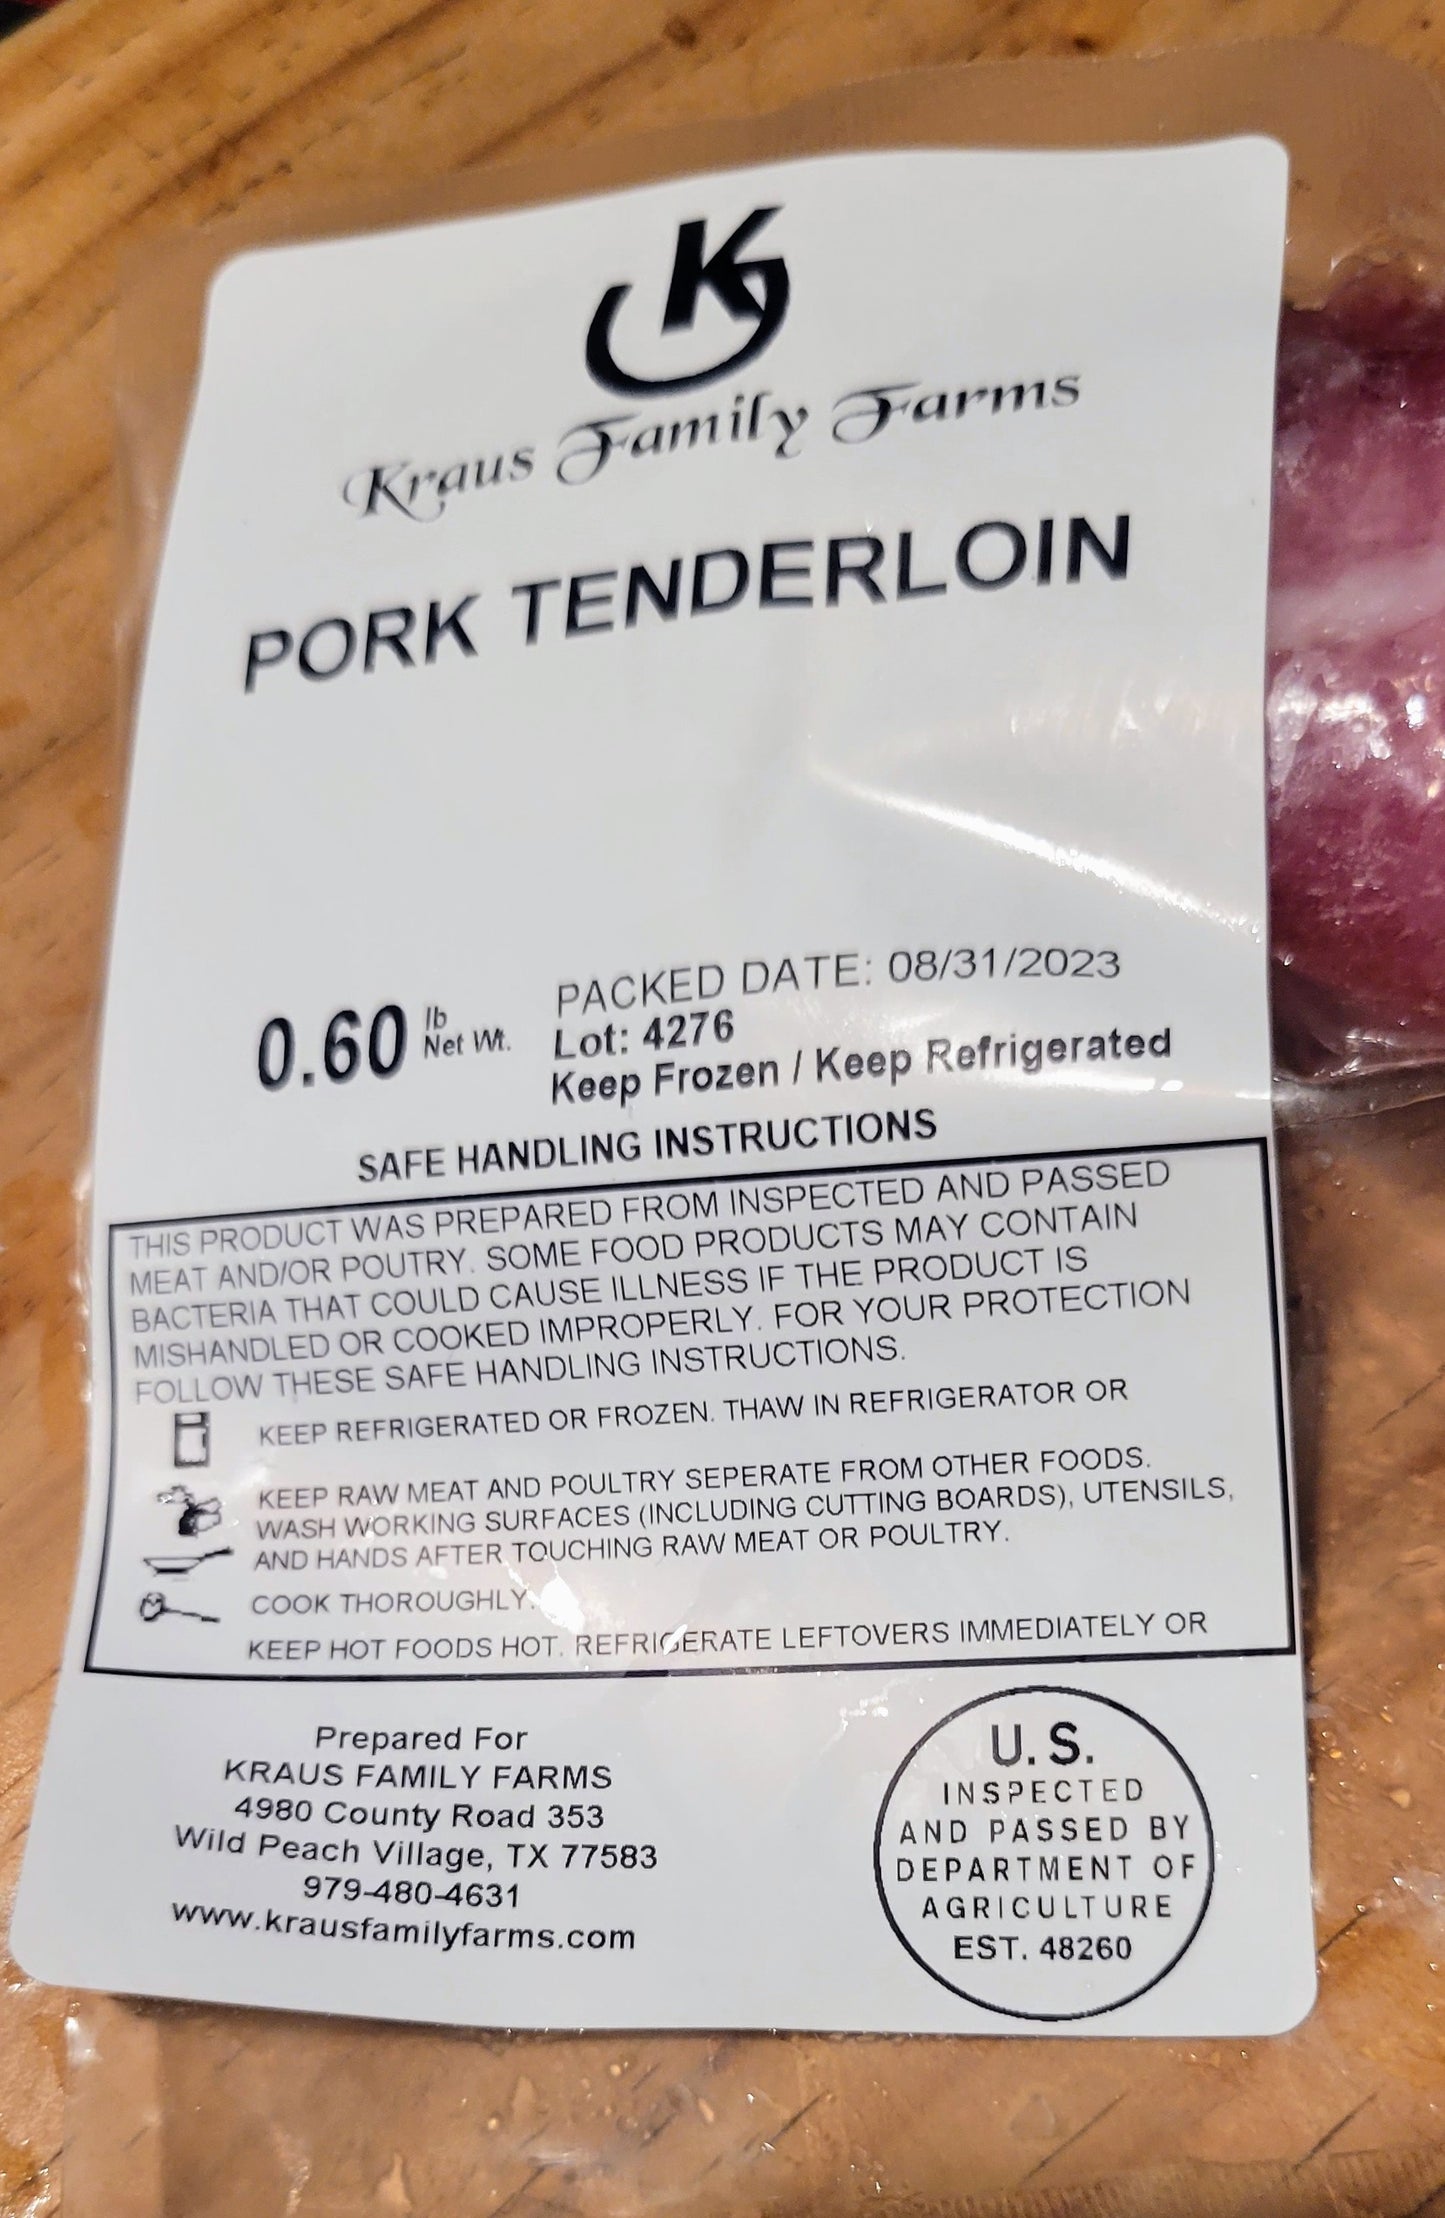 K
Kraus Family Farms
PORK TENDERLOIN
0.60 lb
Net Wt.
PACKED DATE: 08/31/2023
Lot: 4276
Keep Frozen / Keep Refrigerated
SAFE HANDLING INSTRUCTIONS
THIS PRODUCT WAS PREPARED FROM INSPECTED AND PASSED
MEAT AND/OR POUTRY. SOME FOOD PRODUCTS MAY CONTAIN
BACTERIA THAT COULD CAUSE ILLNESS IF THE PRODUCT IS
MISHANDLED OR COOKED IMPROPERLY. FOR YOUR PROTECTION
FOLLOW THESE SAFE HANDLING INSTRUCTIONS.
KEEP REFRIGERATED OR FROZEN. THAW IN REFRIGERATOR OR
KEEP RAW MEAT AND POULTRY SEPERATE FROM OTHER FOODS.
WASH WORKING SURFACES (INCLUDING CUTTING BOARDS), UTENSILS,
AND HANDS AFTER TOUCHING RAW MEAT OR POULTRY.
COOK THOROUGHLY.
KEEP HOT FOODS HOT. REFRIGERATE LEFTOVERS IMMEDIATELY OR
Prepared For
KRAUS FAMILY FARMS
4980 County Road 353
Wild Peach Village, TX 77583
979-480-4631
www.krausfamilyfarms.com
U.S.
INSPECTED
AND PASSED BY
DEPARTMENT OF
AGRICULTURE
EST. 48260